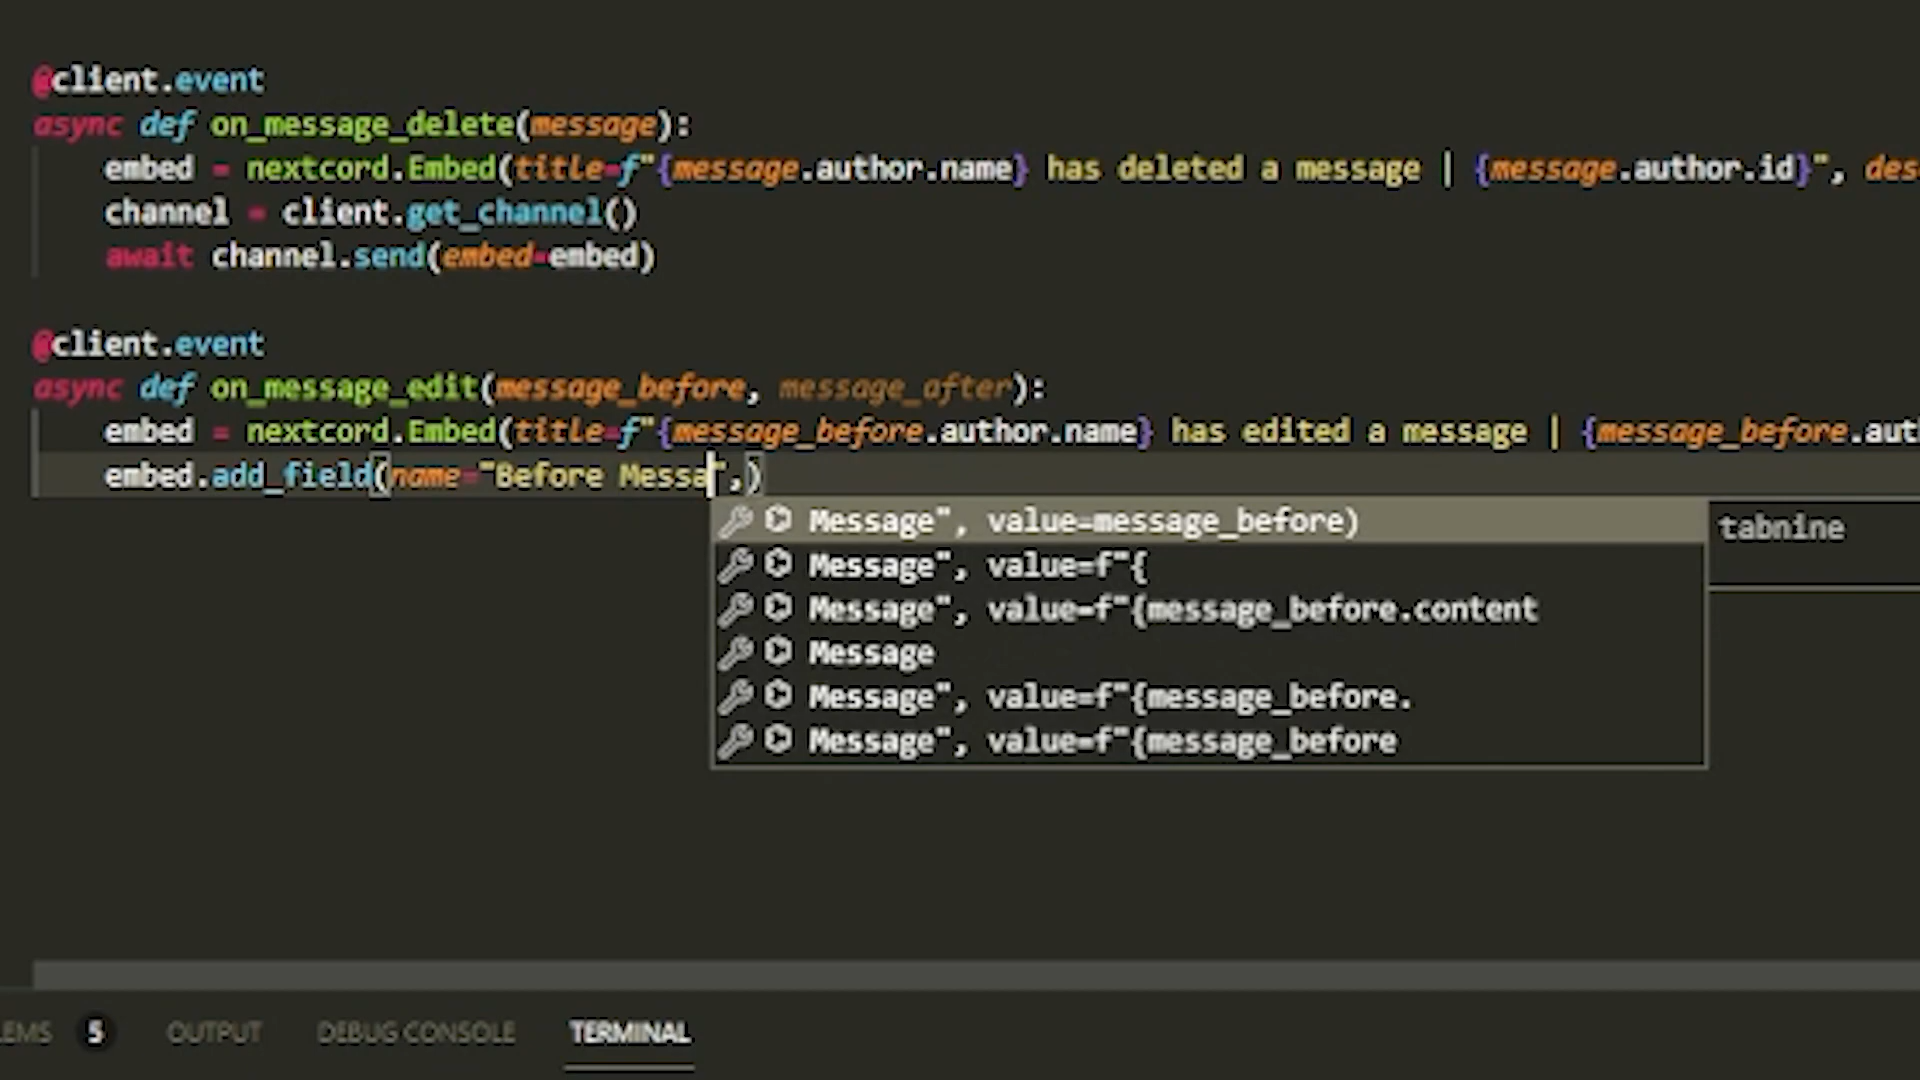 @client.event
async def on_message_delete(message):
embed = nextcord.Embed(title=f"{message.author.name} has deleted a message | {message.author.id}", des
channel = client.get_channel()
await channel.send(embed=embed)
@client.event
async def on_message_edit(message_before, message_after):
embed = nextcord.Embed(title=f"{message_before.author.name} has edited a message | {message_before.aut
embed.add_field(name="Before Messa",)
Message", value=message_before)
tabnine
Message", value=f"{
Message", value=f"{message_before.content
Message
Message", value=f"{message_before.
Message", value=f"{message_before
LEMS 5 OUTPUT DEBUG CONSOLE TERMINAL